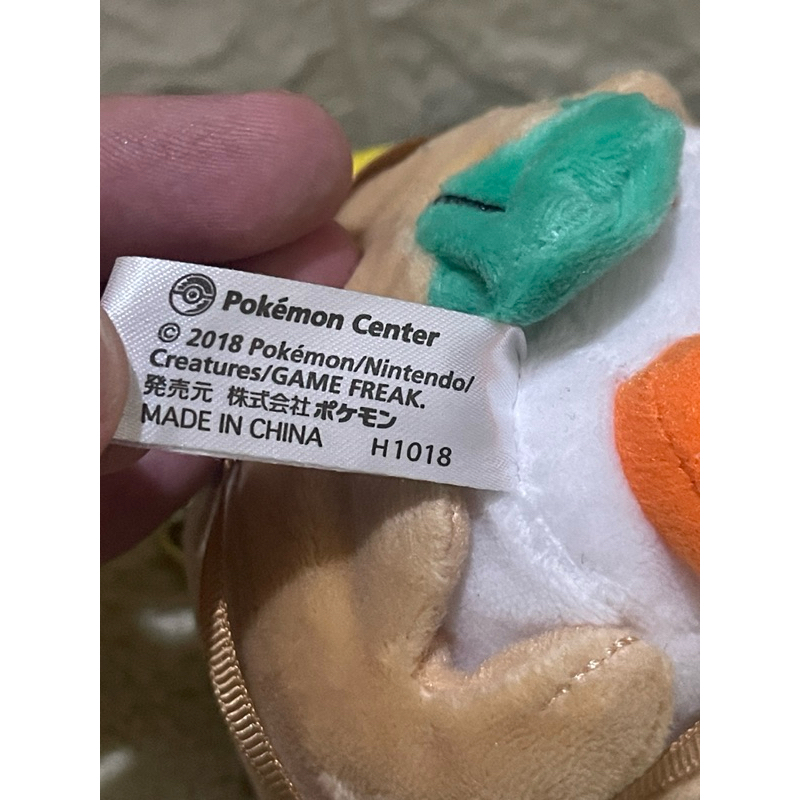 Pokémon Center
© 2018 Pokémon/Nintendo/
Creatures/GAME FREAK.
発売元 株式会社ポケモン
MADE IN CHINA H1018